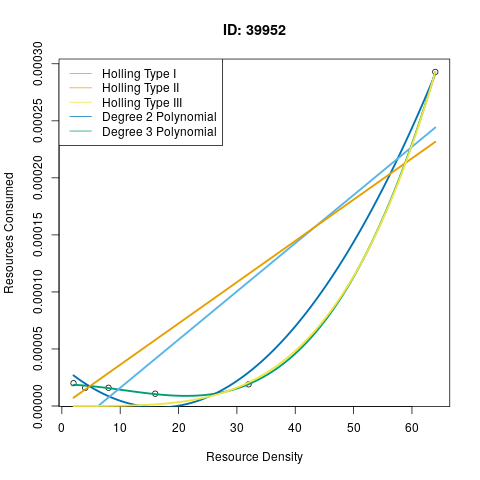 ID: 39952
Holling Type I
Holling Type II
Holling Type III
Degree 2 Polynomial
Degree 3 Polynomial
Resources Consumed
0.00030
0.00025
0.00020
0.00015
0.00010
0.00005
0.00000
0 10 20 30 40 50 60
Resource Density